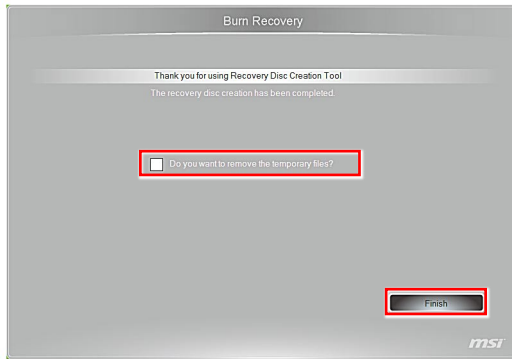 Burn Recovery
Thank you for using Recovery Disc Creation Tool
The recovery disc creation has been completed.
Do you want to remove the temporary files?
Finish
msi